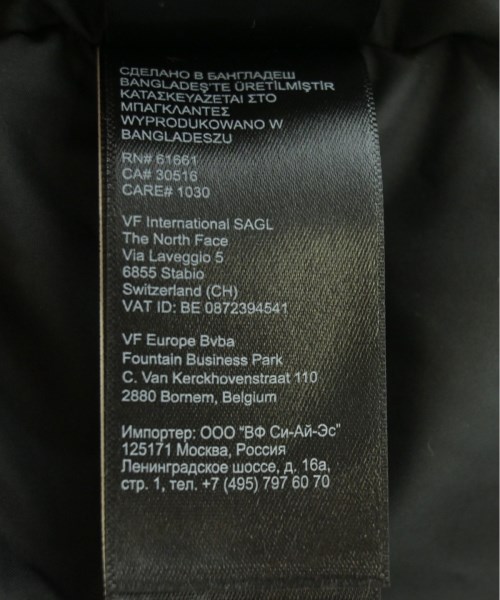 СДЕЛАНО В БАНГЛАДЕШ
BANGLADEŞ'TE ÜRETİLMİŞTİR
ΚΑΤΑΣΚΕΥΑΖΕΤΑΙ ΣΤΟ
ΜΠΑΓΚΛΑΝΤΕΣ
WYPRODUKOWANO W
BANGLADESZU
RN# 61661
CA# 30516
CARE# 1030
VF International SAGL
The North Face
Via Laveggio 5
6855 Stabio
Switzerland (CH)
VAT ID: BE 0872394541
VF Europe Bvba
Fountain Business Park
C. Van Kerckhovenstraat 110
2880 Bornem, Belgium
Импортер: ООО "ВФ Си-Ай-Эс"
125171 Москва, Россия
Ленинградское шоссе, д. 16а,
стр. 1, тел. +7 (495) 797 60 70